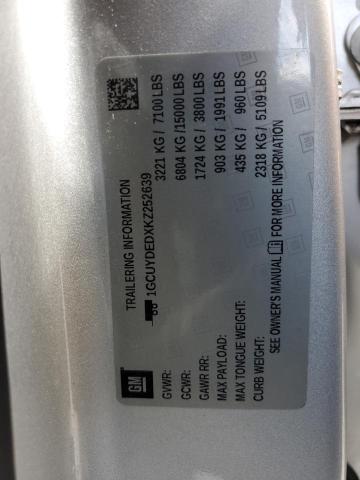 GM
TRAILERING INFORMATION
1GCUYDEDXKZ252639
GVWR: 3221 KG / 7100 LBS
GCWR: 6804 KG / 15000 LBS
GAWR RR: 1724 KG / 3800 LBS
MAX PAYLOAD: 903 KG / 1991 LBS
MAX TONGUE WEIGHT: 435 KG / 960 LBS
CURB WEIGHT: 2318 KG / 5109 LBS
SEE OWNER'S MANUAL FOR MORE INFORMATION